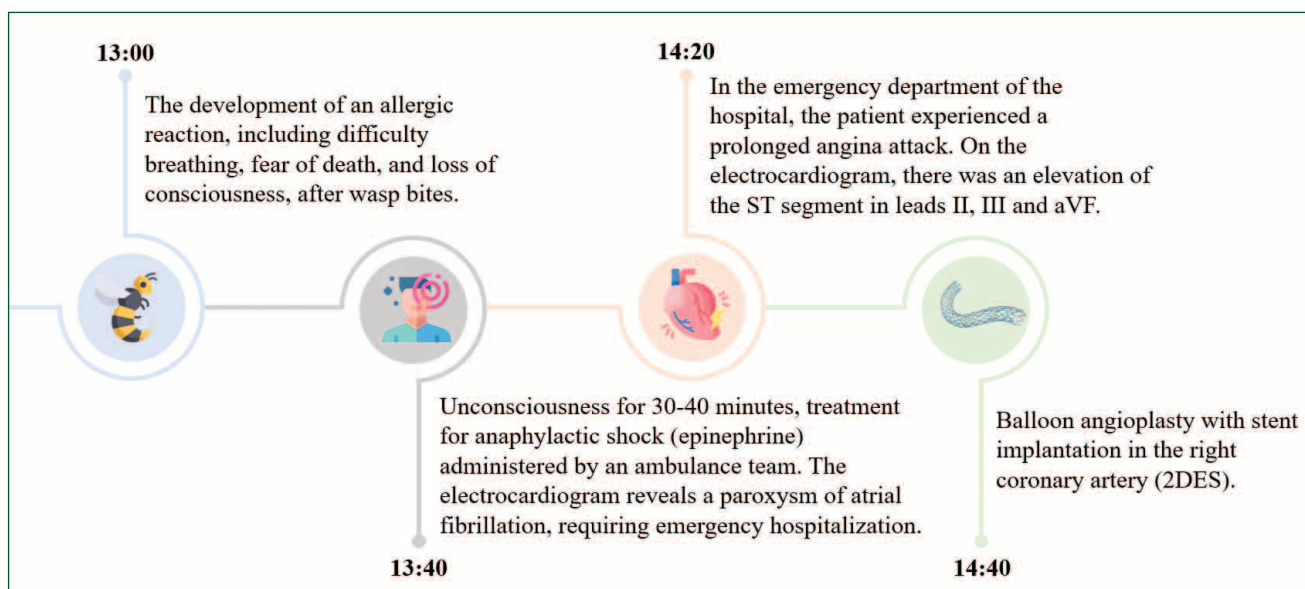 13:00
The development of an allergic
reaction, including difficulty
breathing, fear of death, and loss of
consciousness, after wasp bites.
Unconsciousness for 30-40 minutes, treatment
for anaphylactic shock (epinephrine)
administered by an ambulance team. The
electrocardiogram reveals a paroxysm of atrial
fibrillation, requiring emergency hospitalization.
13:40
14:20
In the emergency department of the
hospital, the patient experienced a
prolonged angina attack. On the
electrocardiogram, there was an elevation of
the ST segment in leads II, III and aVF.
Balloon angioplasty with stent
implantation in the right
coronary artery (2DES).
14:40